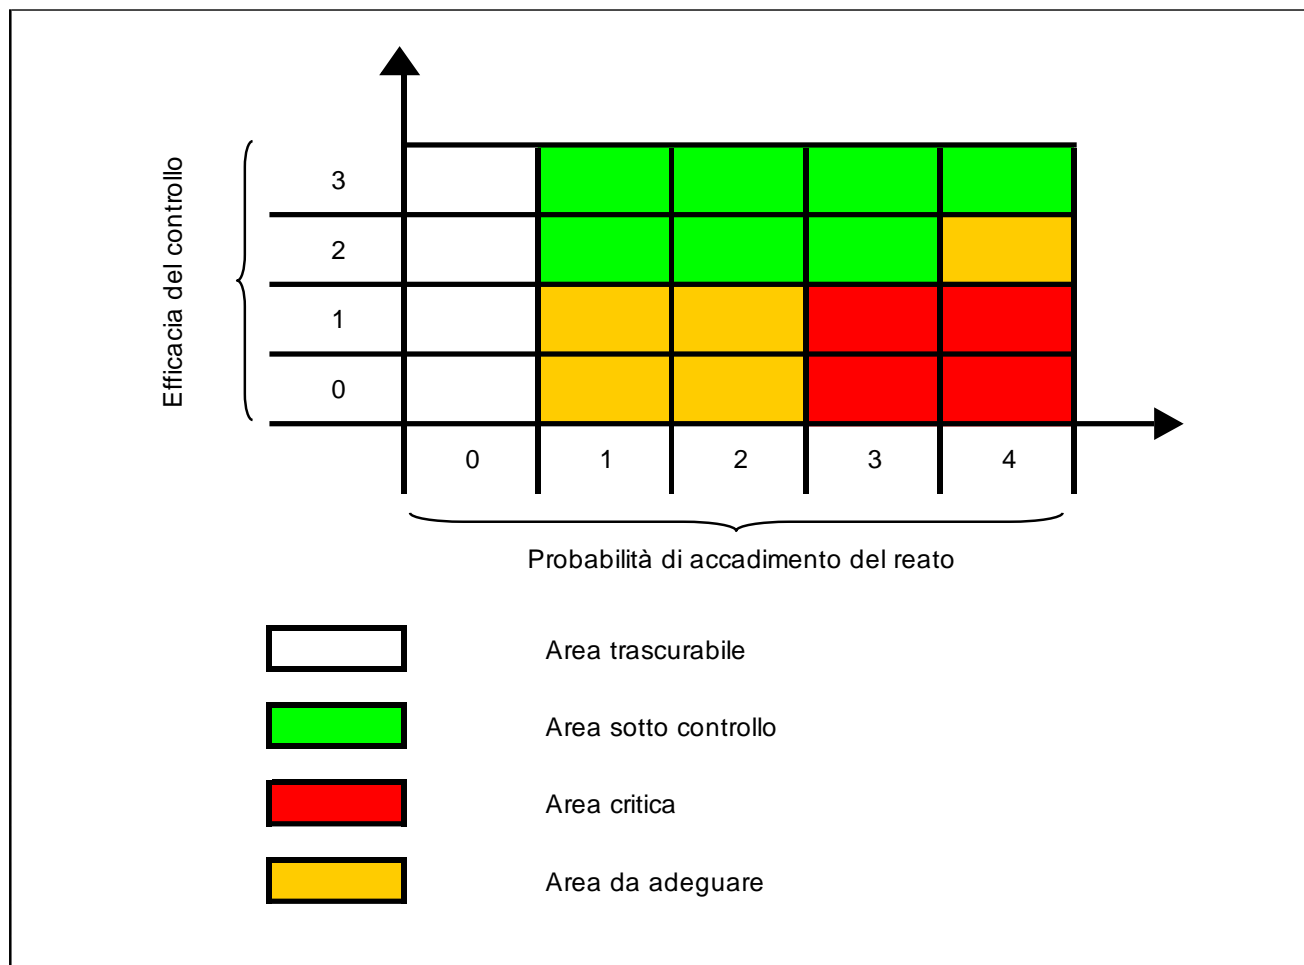 Efficacia del controllo
3
2
1
0
0 1 2 3 4
Probabilità di accadimento del reato
Area trascurabile
Area sotto controllo
Area critica
Area da adeguare